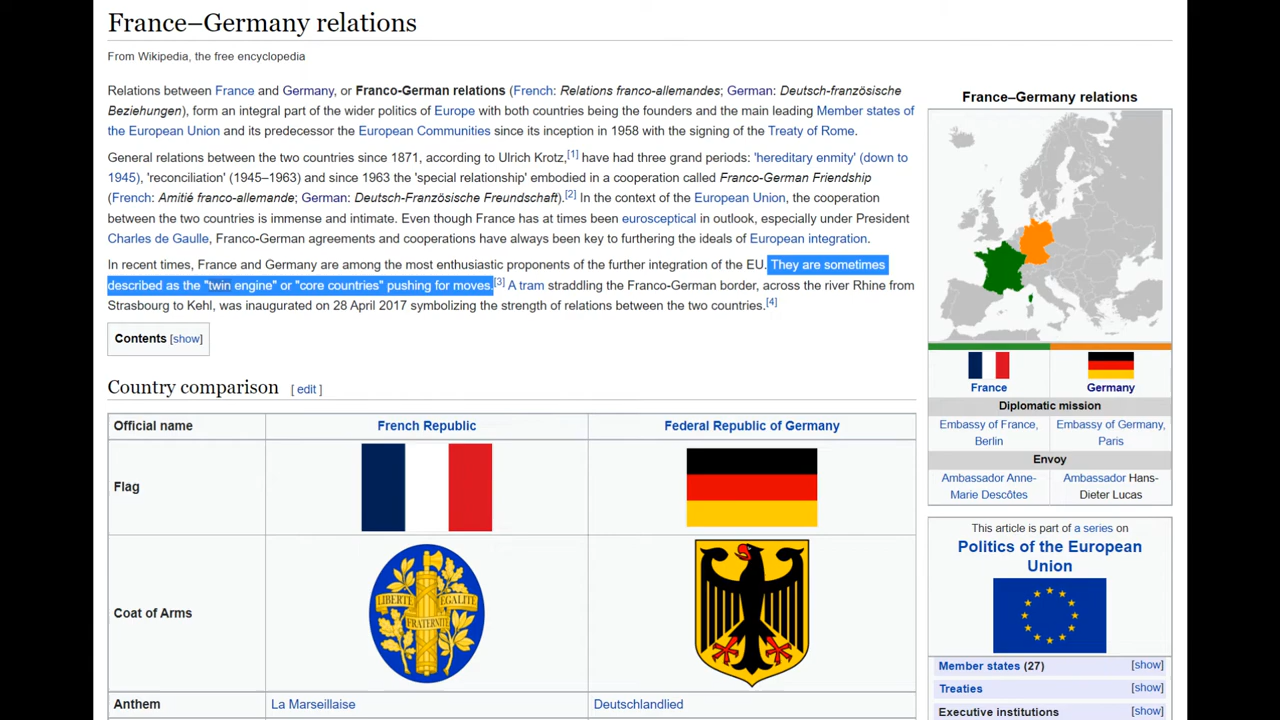 France–Germany relations
From Wikipedia, the free encyclopedia
Relations between France and Germany, or Franco-German relations (French: Relations franco-allemandes; German: Deutsch-französische
Beziehungen), form an integral part of the wider politics of Europe with both countries being the founders and the main leading Member states of
the European Union and its predecessor the European Communities since its inception in 1958 with the signing of the Treaty of Rome.
General relations between the two countries since 1871, according to Ulrich Krotz,[1] have had three grand periods: 'hereditary enmity' (down to
1945), 'reconciliation' (1945–1963) and since 1963 the 'special relationship' embodied in a cooperation called Franco-German Friendship
(French: Amitié franco-allemande; German: Deutsch-Französische Freundschaft).[2] In the context of the European Union, the cooperation
between the two countries is immense and intimate. Even though France has at times been eurosceptical in outlook, especially under President
Charles de Gaulle, Franco-German agreements and cooperations have always been key to furthering the ideals of European integration.
In recent times, France and Germany are among the most enthusiastic proponents of the further integration of the EU. They are sometimes
described as the "twin engine" or "core countries" pushing for moves.[3] A tram straddling the Franco-German border, across the river Rhine from
Strasbourg to Kehl, was inaugurated on 28 April 2017 symbolizing the strength of relations between the two countries.[4]
Contents [show]
Country comparison [ edit ]
Official name French Republic Federal Republic of Germany
Flag
Coat of Arms
LIBERTE EGALITE
FRATERNITE
Anthem La Marseillaise Deutschlandlied
France–Germany relations
France Germany
Diplomatic mission
Embassy of France, Embassy of Germany,
Berlin Paris
Envoy
Ambassador Anne- Ambassador Hans-
Marie Descôtes Dieter Lucas
This article is part of a series on
Politics of the European
Union
Member states (27) [show]
Treaties [show]
Executive institutions [show]